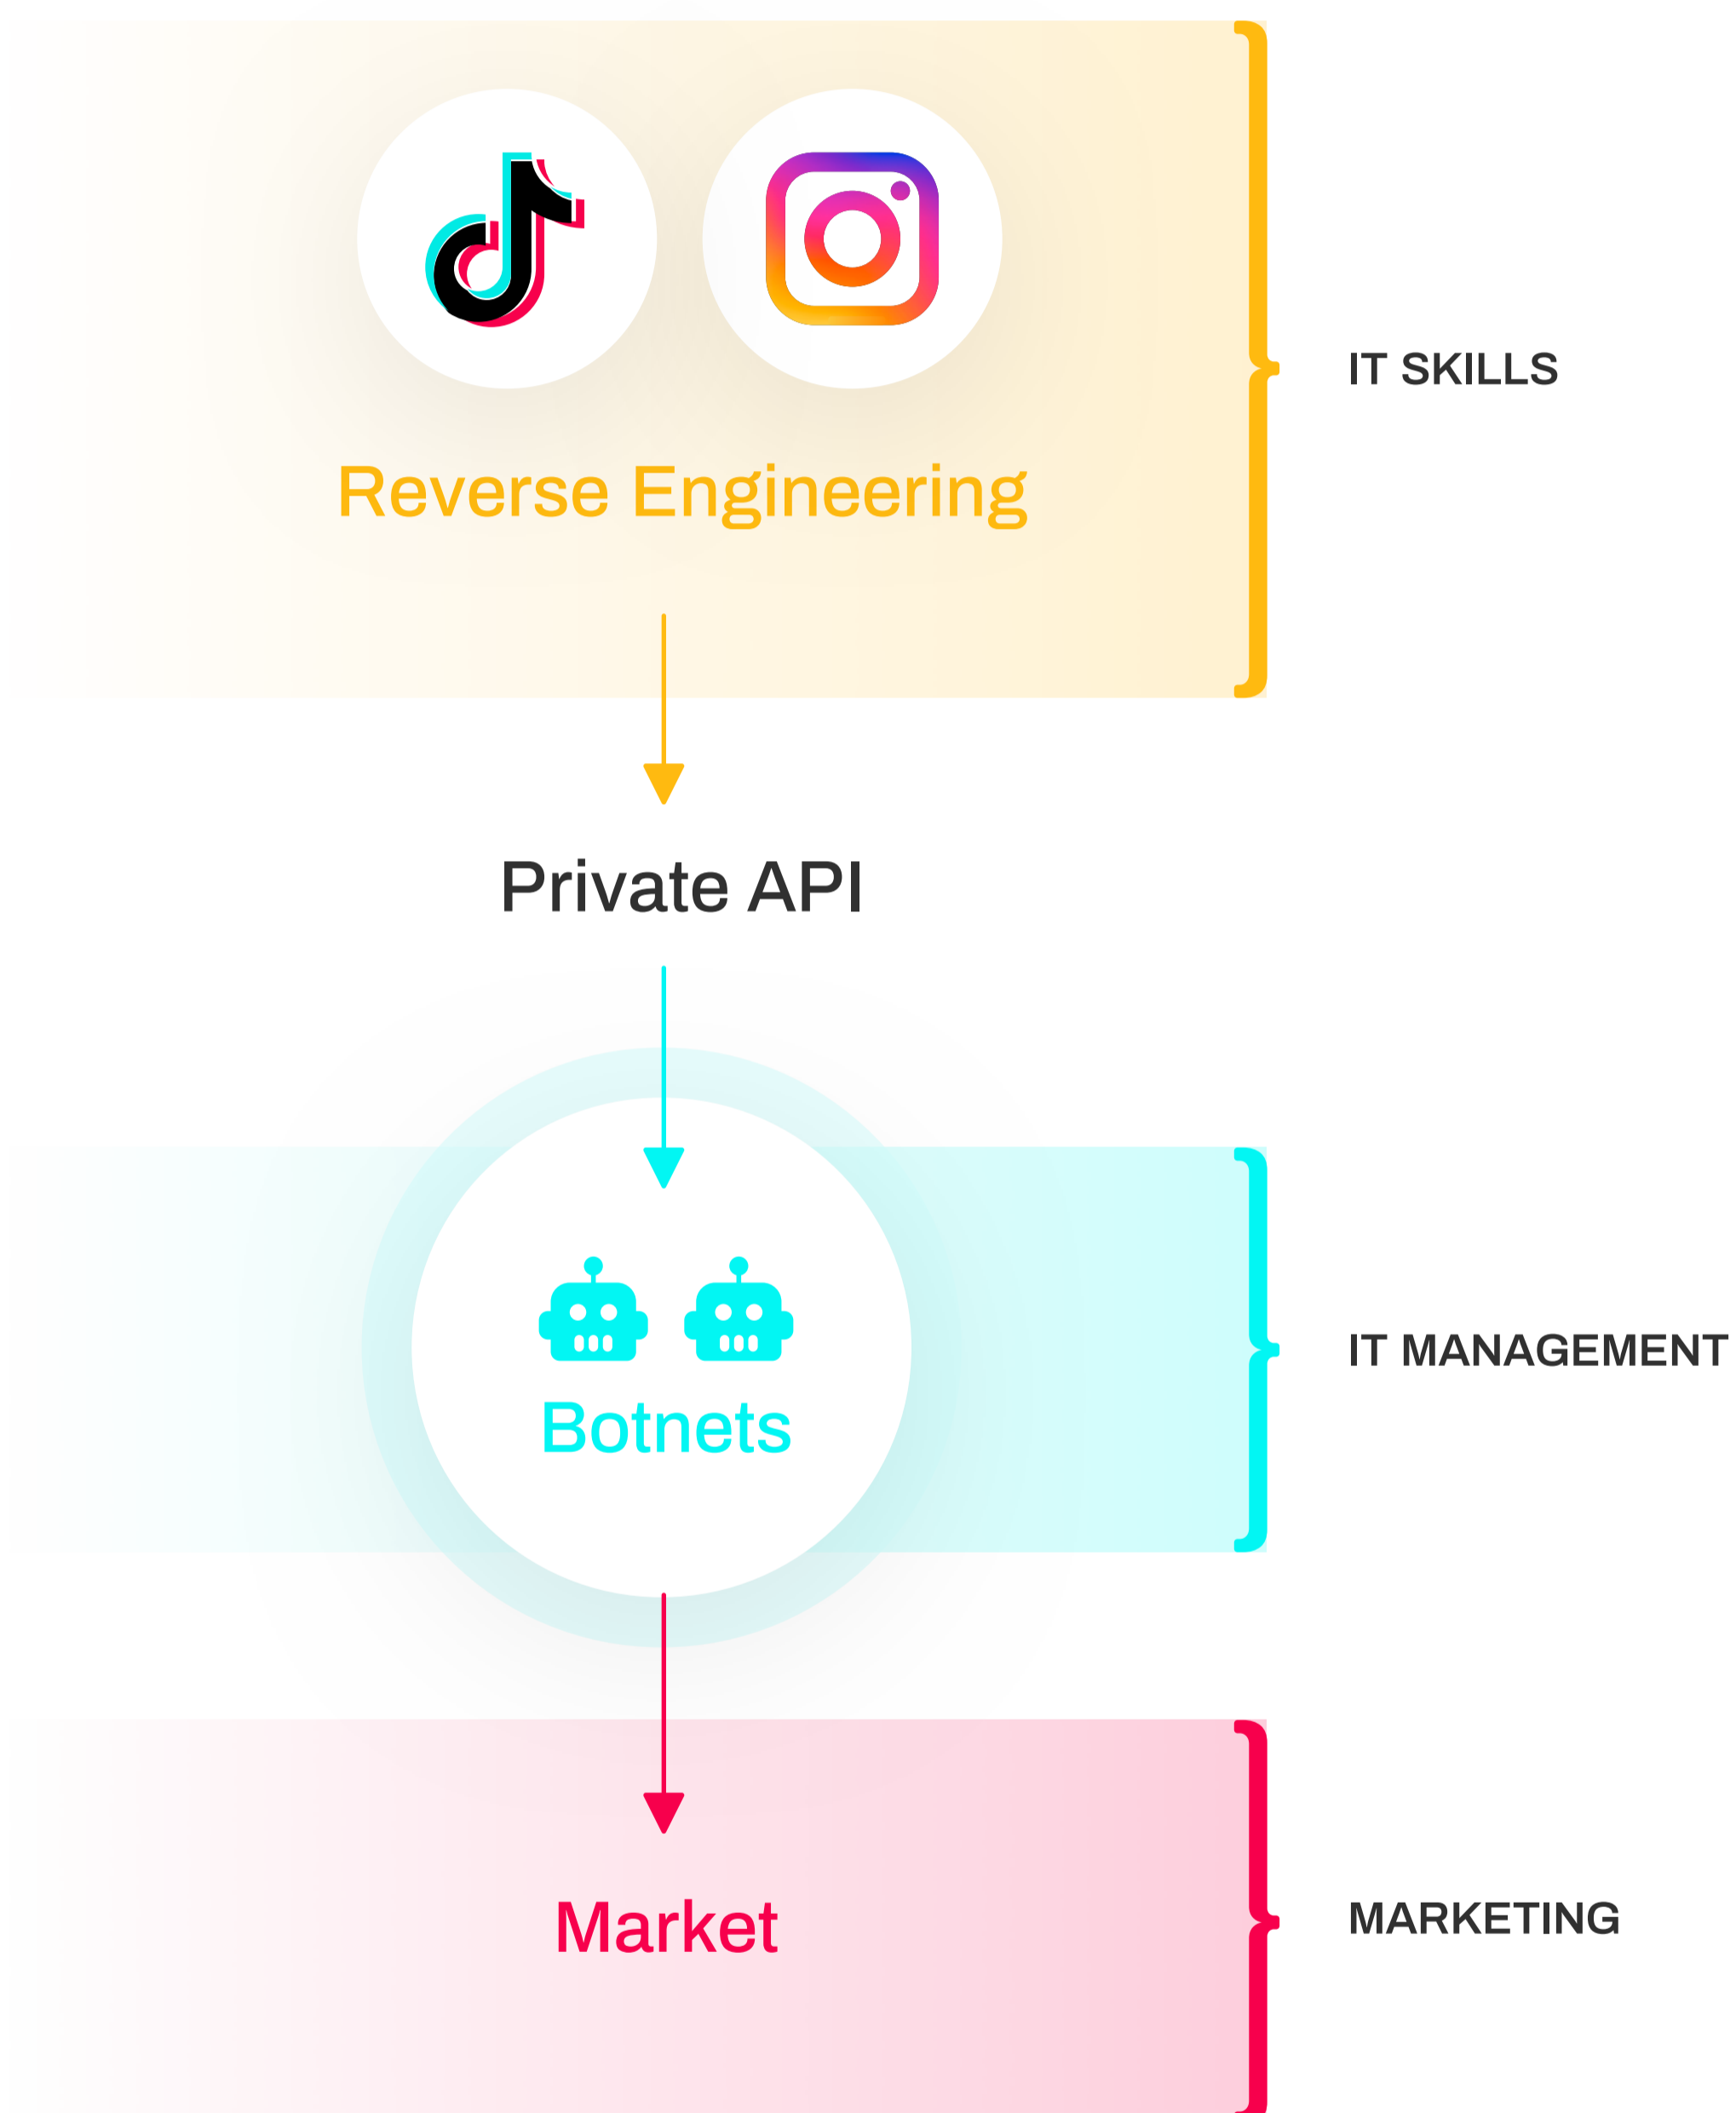 IT SKILLS
Reverse Engineering
Private API
Botnets
IT MANAGEMENT
Market
MARKETING